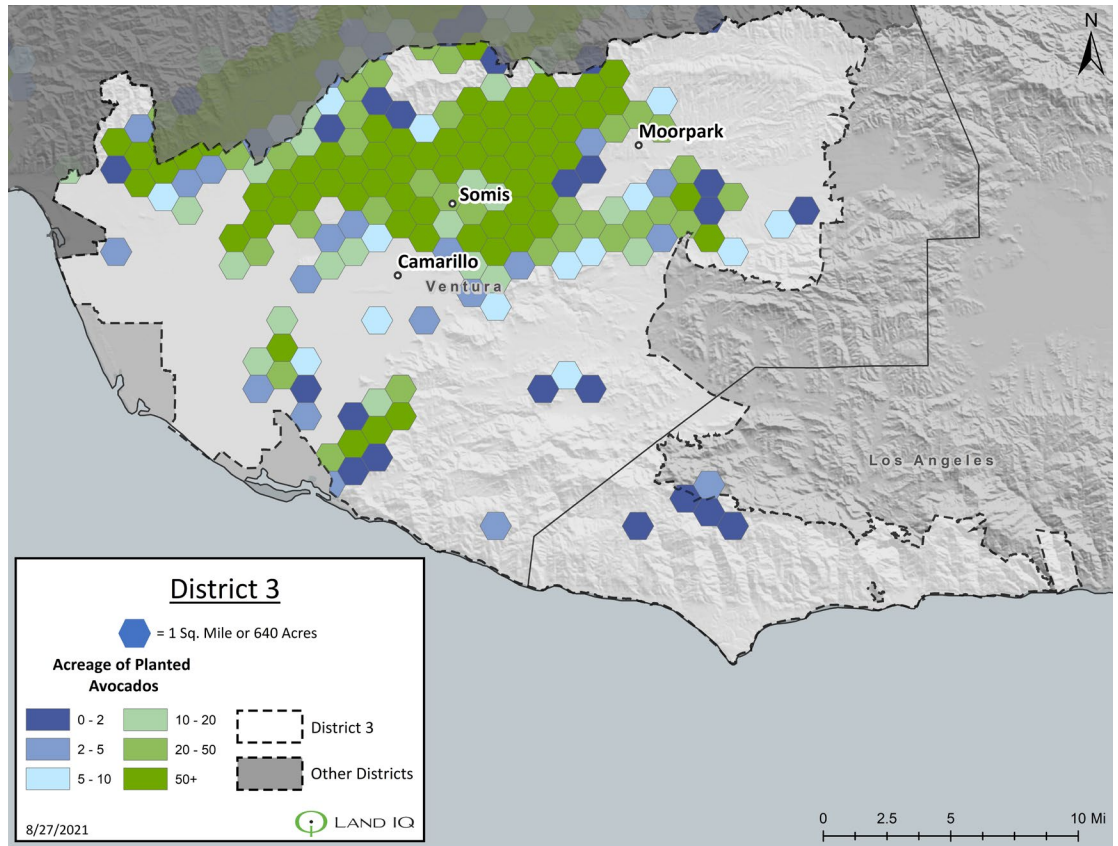 N
Moorpark
Somis
Camarillo
Ventura
Los Angeles
District 3
= 1 Sq. Mile or 640 Acres
Acreage of Planted
Avocados
0 - 2
10 - 20
District 3
2 - 5
20 - 50
5 - 10
50+
Other Districts
8/27/2021
LAND IQ
0 2.5 5 10 Mi